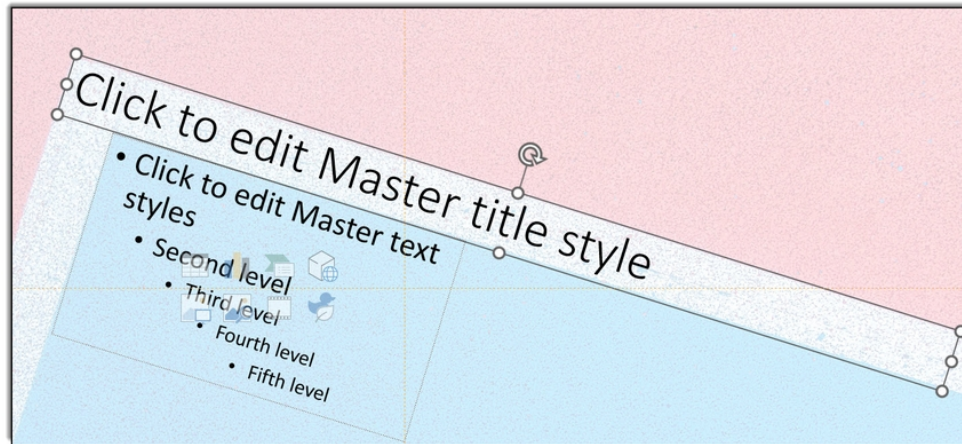 Click to edit Master title style
• Click to edit Master text
styles
• Second level
• Third level
• Fourth level
• Fifth level